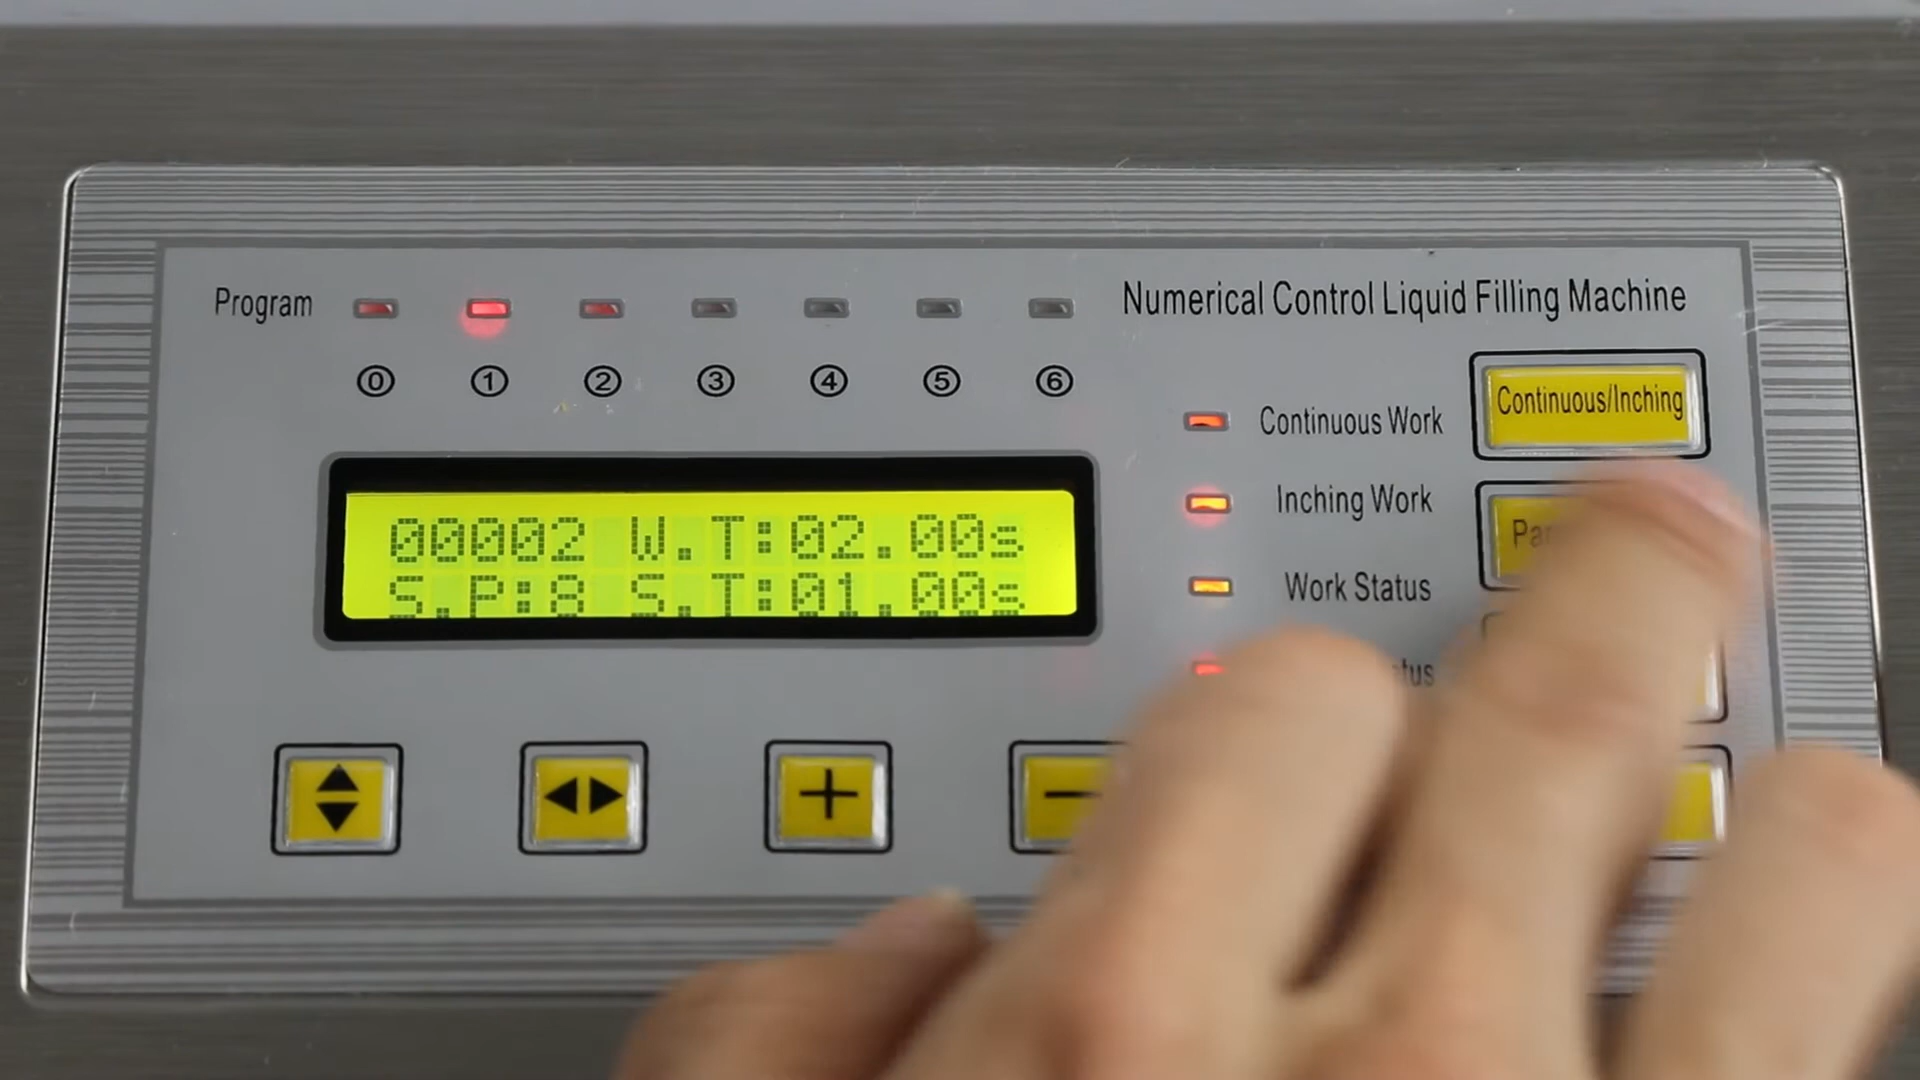 Program
⓪ ① ② ③ ④ ⑤ ⑥
Numerical Control Liquid Filling Machine
Continuous/Inching
Continuous Work
Inching Work
Work Status
00002 W.T:02.00s
S.P:8 S.T:01.00s
+
−